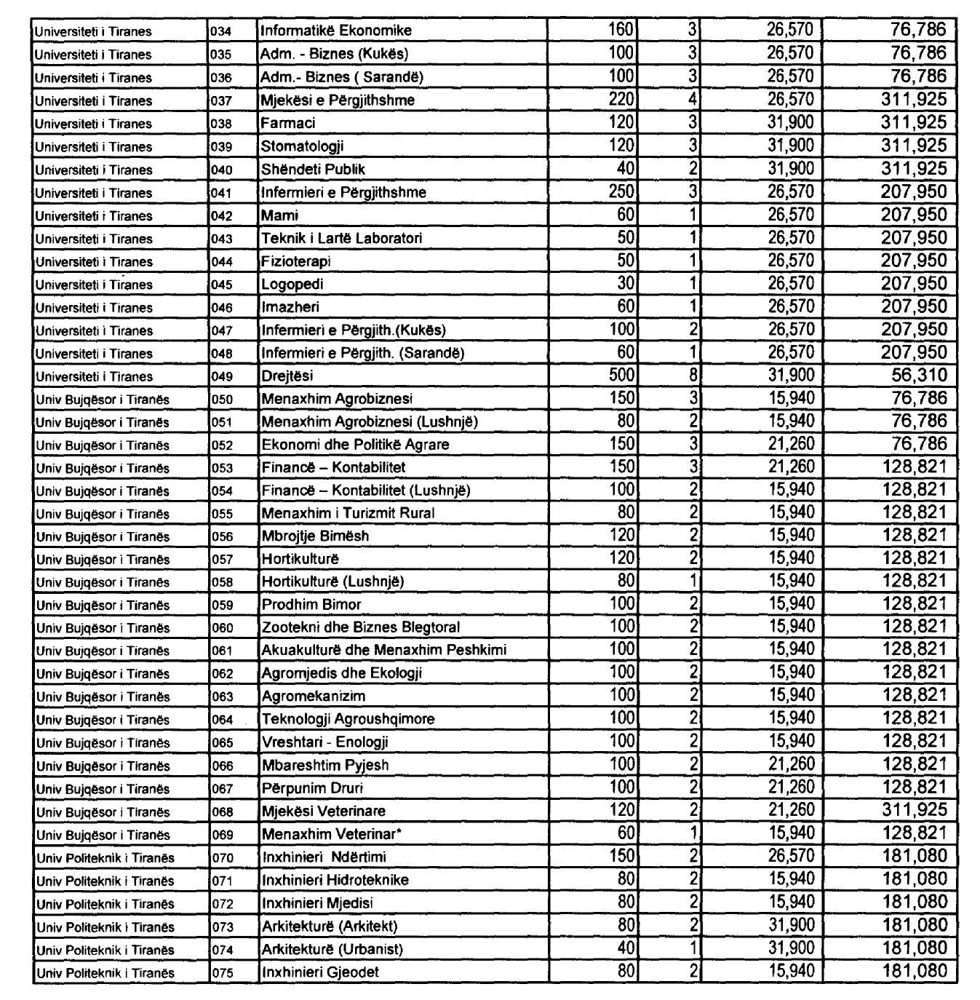 Universiteti i Tiranes 034 Informatikë Ekonomike 160 3 26,570 76,786
Universiteti i Tiranes 035 Adm. - Biznes (Kukës) 100 3 26,570 76,786
Universiteti i Tiranes 036 Adm.- Biznes ( Sarandë) 100 3 26,570 76,786
Universiteti i Tiranes 037 Mjekësi e Përgjithshme 220 4 26,570 311,925
Universiteti i Tiranes 038 Farmaci 120 3 31,900 311,925
Universiteti i Tiranes 039 Stomatologji 120 3 31,900 311,925
Universiteti i Tiranes 040 Shëndeti Publik 40 2 31,900 311,925
Universiteti i Tiranes 041 Infermieri e Përgjithshme 250 3 26,570 207,950
Universiteti i Tiranes 042 Mami 60 1 26,570 207,950
Universiteti i Tiranes 043 Teknik i Lartë Laboratori 50 1 26,570 207,950
Universiteti i Tiranes 044 Fizioterapi 50 1 26,570 207,950
Universiteti i Tiranes 045 Logopedi 30 1 26,570 207,950
Universiteti i Tiranes 046 Imazheri 60 1 26,570 207,950
Universiteti i Tiranes 047 Infermieri e Përgjith.(Kukës) 100 2 26,570 207,950
Universiteti i Tiranes 048 Infermieri e Përgjith. (Sarandë) 60 1 26,570 207,950
Universiteti i Tiranes 049 Drejtësi 500 8 31,900 56,310
Univ Bujqësor i Tiranës 050 Menaxhim Agrobiznesi 150 3 15,940 76,786
Univ Bujqësor i Tiranës 051 Menaxhim Agrobiznesi (Lushnjë) 80 2 15,940 76,786
Univ Bujqësor i Tiranës 052 Ekonomi dhe Politikë Agrare 150 3 21,260 76,786
Univ Bujqësor i Tiranës 053 Financë – Kontabilitet 150 3 21,260 128,821
Univ Bujqësor i Tiranës 054 Financë – Kontabilitet (Lushnjë) 100 2 15,940 128,821
Univ Bujqësor i Tiranës 055 Menaxhim i Turizmit Rural 80 2 15,940 128,821
Univ Bujqësor i Tiranës 056 Mbrojtje Bimësh 120 2 15,940 128,821
Univ Bujqësor i Tiranës 057 Hortikulturë 120 2 15,940 128,821
Univ Bujqësor i Tiranës 058 Hortikulturë (Lushnjë) 80 1 15,940 128,821
Univ Bujqësor i Tiranës 059 Prodhim Bimor 100 2 15,940 128,821
Univ Bujqësor i Tiranës 060 Zootekni dhe Biznes Blegtoral 100 2 15,940 128,821
Univ Bujqësor i Tiranës 061 Akuakulturë dhe Menaxhim Peshkimi 100 2 15,940 128,821
Univ Bujqësor i Tiranës 062 Agromjedis dhe Ekologji 100 2 15,940 128,821
Univ Bujqësor i Tiranës 063 Agromekanizim 100 2 15,940 128,821
Univ Bujqësor i Tiranës 064 Teknologji Agroushqimore 100 2 15,940 128,821
Univ Bujqësor i Tiranës 065 Vreshtari - Enologji 100 2 15,940 128,821
Univ Bujqësor i Tiranës 066 Mbareshtim Pyjesh 100 2 21,260 128,821
Univ Bujqësor i Tiranës 067 Përpunim Druri 100 2 21,260 128,821
Univ Bujqësor i Tiranës 068 Mjekësi Veterinare 120 2 21,260 311,925
Univ Bujqësor i Tiranës 069 Menaxhim Veterinar* 60 1 15,940 128,821
Univ Politeknik i Tiranës 070 Inxhinieri Ndërtimi 150 2 26,570 181,080
Univ Politeknik i Tiranës 071 Inxhinieri Hidroteknike 80 2 15,940 181,080
Univ Politeknik i Tiranës 072 Inxhinieri Mjedisi 80 2 15,940 181,080
Univ Politeknik i Tiranës 073 Arkitekturë (Arkitekt) 80 2 31,900 181,080
Univ Politeknik i Tiranës 074 Arkitekturë (Urbanist) 40 1 31,900 181,080
Univ Politeknik i Tiranës 075 Inxhinieri Gjeodet 80 2 15,940 181,080